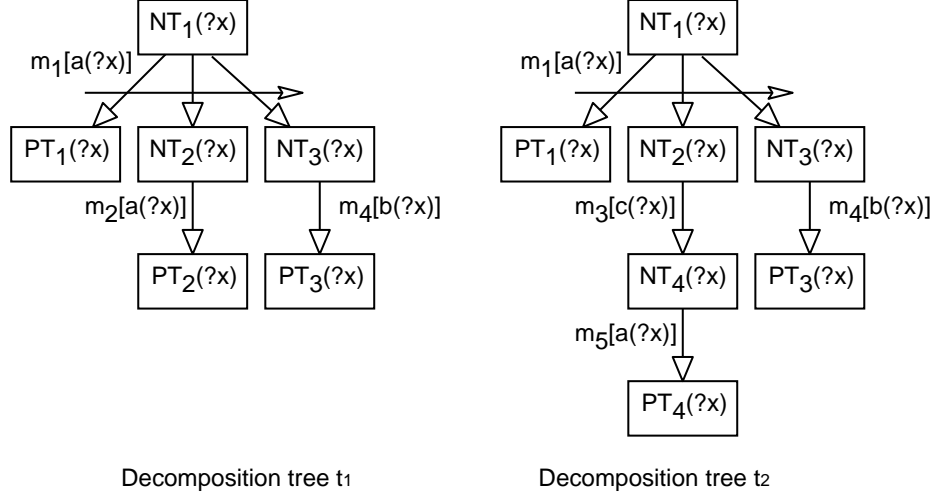 NT1(?x) NT1(?x)
m1[a(?x)] m1[a(?x)]
PT1(?x) NT2(?x) NT3(?x) PT1(?x) NT2(?x) NT3(?x)
m2[a(?x)] m4[b(?x)] m3[c(?x)] m4[b(?x)]
PT2(?x) PT3(?x) NT4(?x) PT3(?x)
m5[a(?x)]
PT4(?x)
Decomposition tree t1 Decomposition tree t2